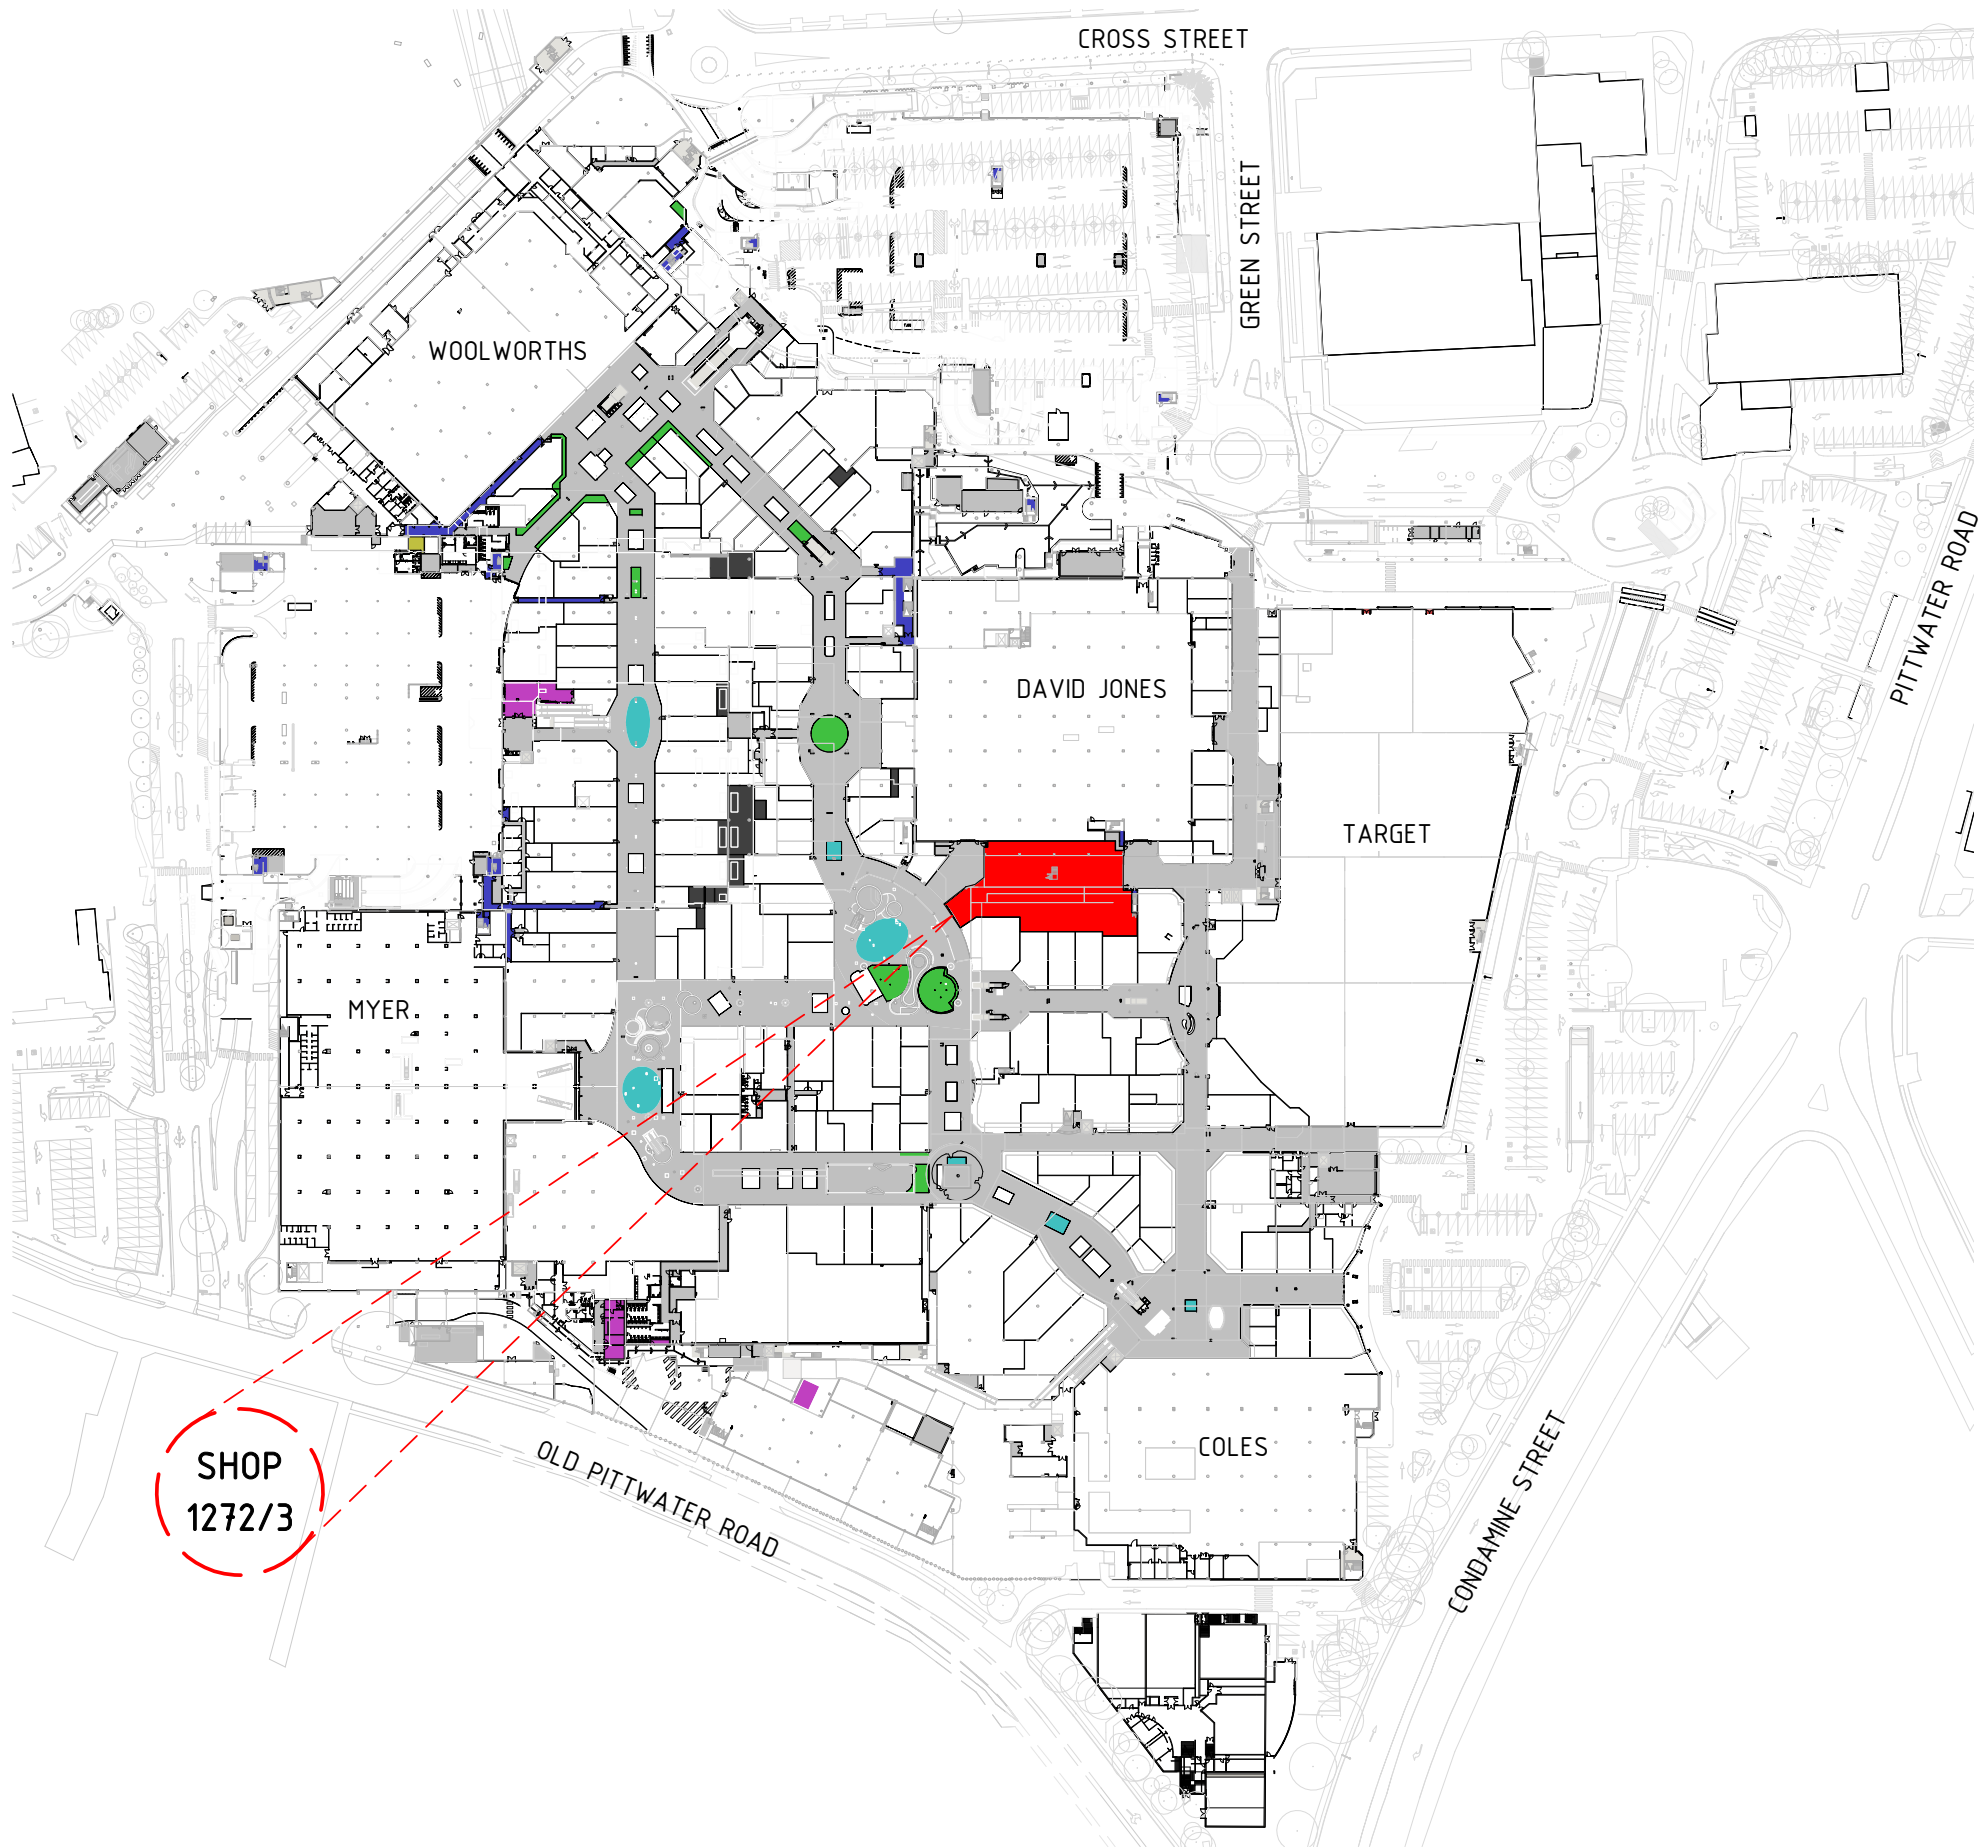 CROSS STREET
GREEN STREET
WOOLWORTHS
PITTWATER ROAD
DAVID JONES
TARGET
MYER
SHOP
1272/3
OLD PITTWATER ROAD
COLES
CONDAMINE STREET